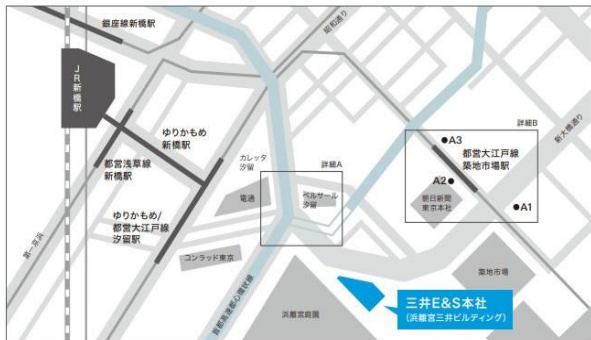 銀座線新橋駅
昭和通り
JR新橋駅
新大橋通り
詳細B
A3
ゆりかもめ
新橋駅
都営大江戸線
築地市場駅
カレッタ
汐留
詳細A
都営浅草線
新橋駅
A2
電通
ベルサール
汐留
朝日新聞
東京本社
A1
ゆりかもめ/
都営大江戸線
汐留駅
第一京浜
コンラッド東京
築地市場
首都高速都心環状線
三井E&S本社
(浜離宮三井ビルディング)
浜離宮庭園